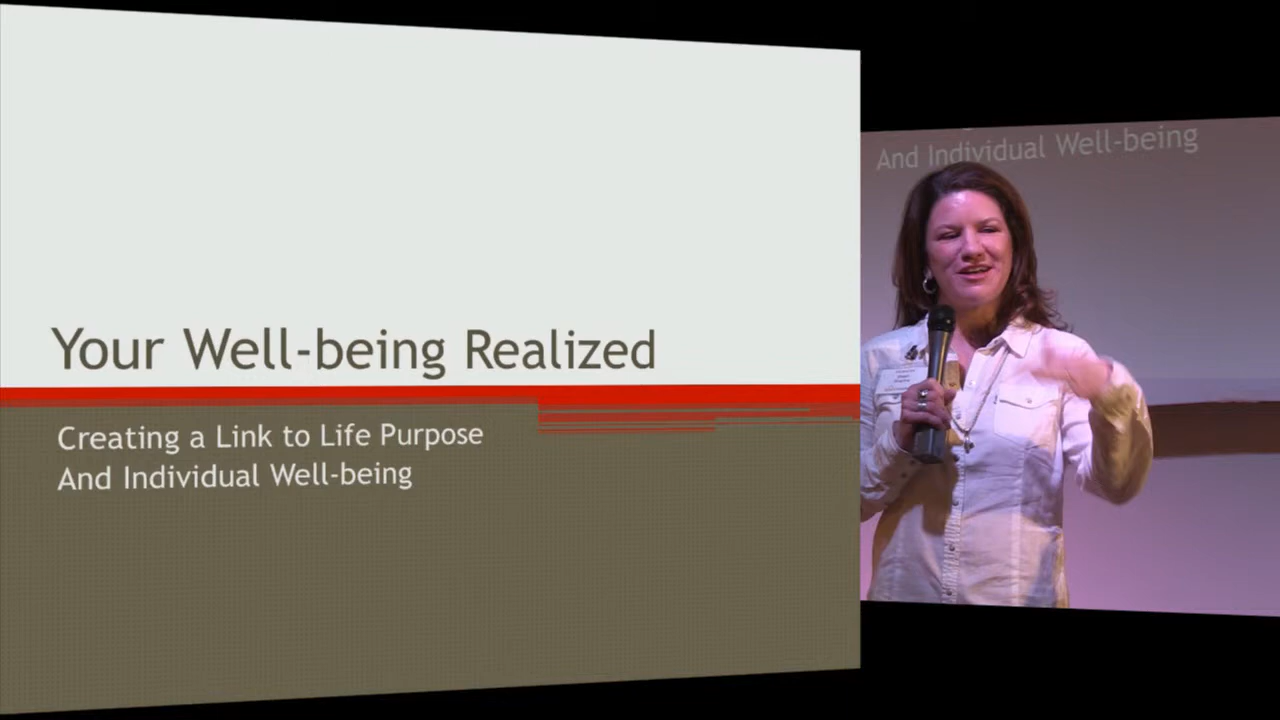 Your Well-being Realized
Creating a Link to Life Purpose
And Individual Well-being
And Individual Well-being